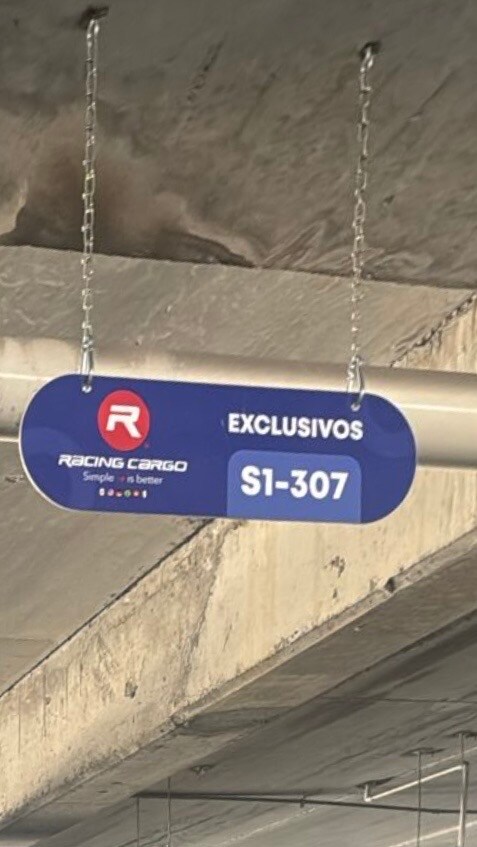 R
RACING CARGO
Simple is better
EXCLUSIVOS
S1-307